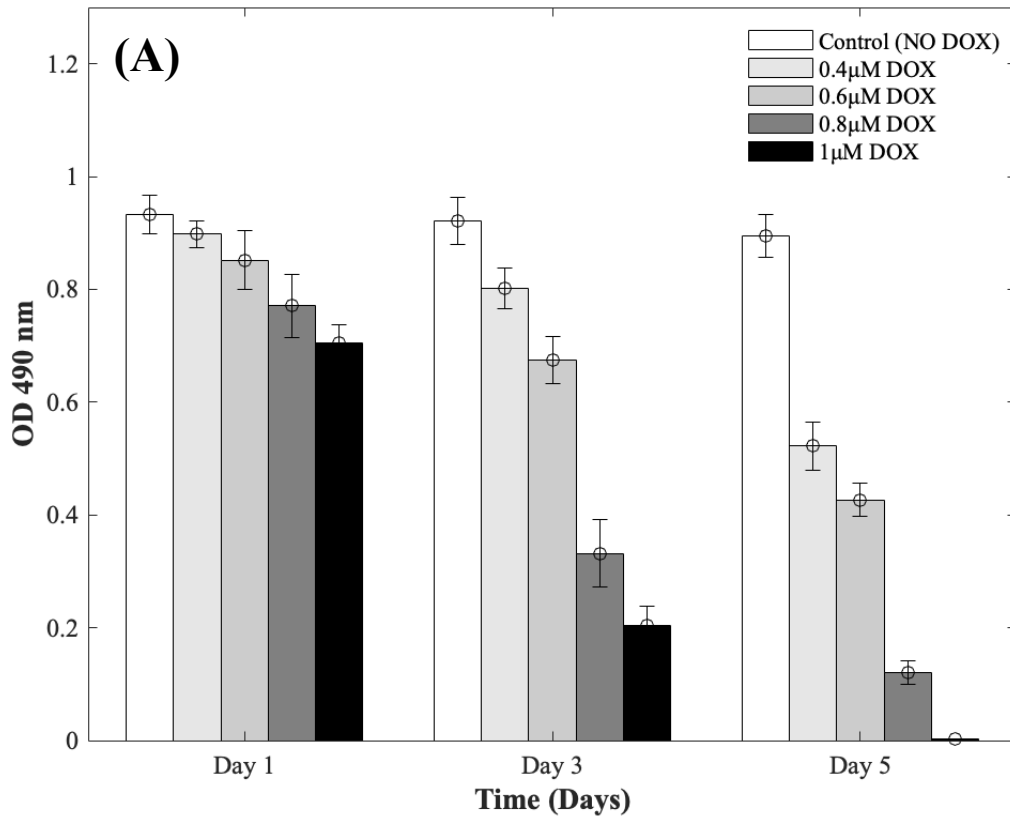 (A)
Control (NO DOX)
0.4μM DOX
0.6μM DOX
0.8μM DOX
1μM DOX
1.2
1
0.8
0.6
0.4
0.2
0
OD 490 nm
Day 1
Day 3
Day 5
Time (Days)